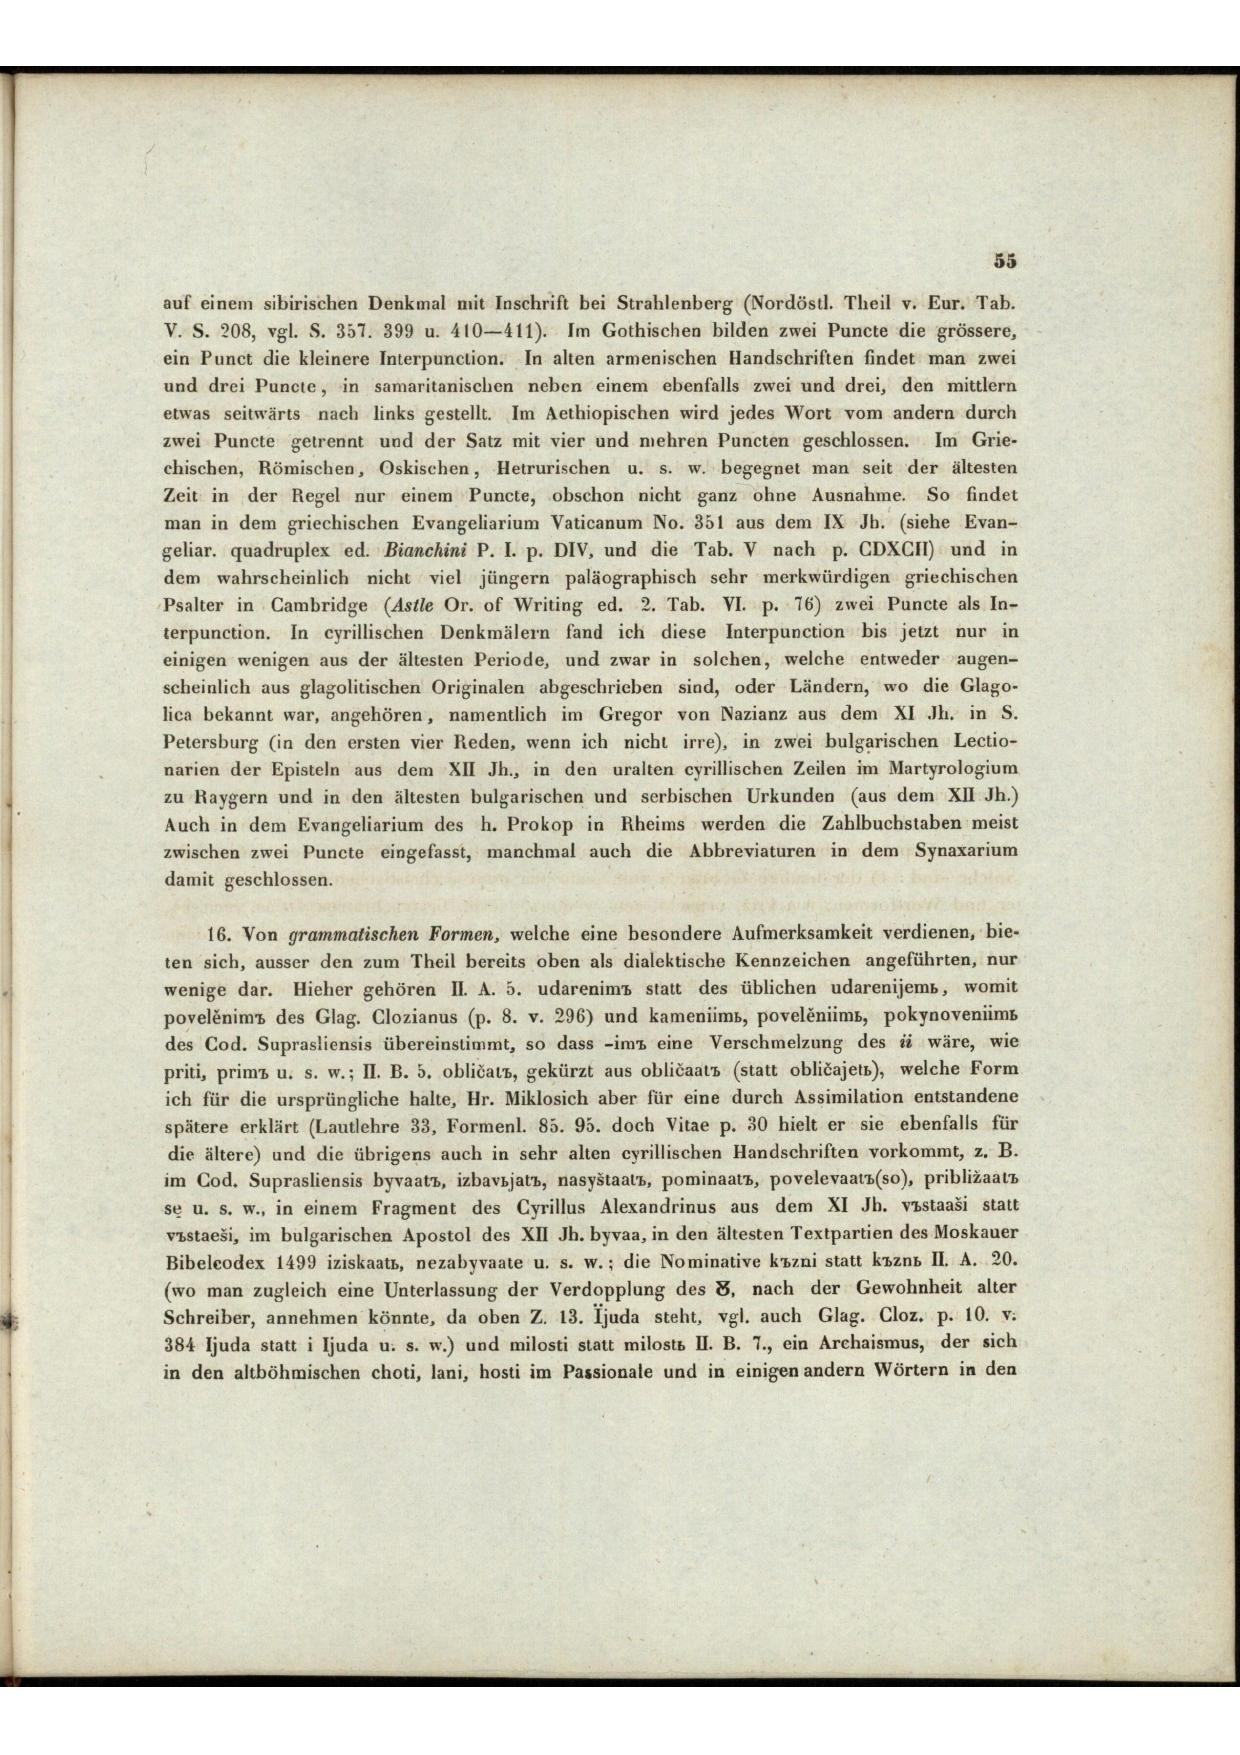 55
auf einem sibirischen Denkmal mit Inschrift bei Strahlenberg (Nordöstl. Theil v. Eur. Tab.
V. S. 208, vgl. S. 357. 399 u. 410—411). Im Gothischen bilden zwei Puncte die grössere,
ein Punct die kleinere Interpunction. In alten armenischen Handschriften findet man zwei
und drei Puncte, in samaritanischen neben einem ebenfalls zwei und drei, den mittlern
etwas seitwärts nach links gestellt. Im Aethiopischen wird jedes Wort vom andern durch
zwei Puncte getrennt und der Satz mit vier und mehren Puncten geschlossen. Im Grie-
chischen, Römischen, Oskischen, Hetrurischen u. s. w. begegnet man seit der ältesten
Zeit in der Regel nur einem Puncte, obschon nicht ganz ohne Ausnahme. So findet
man in dem griechischen Evangeliarium Vaticanum No. 351 aus dem IX Jh. (siehe Evan-
geliar. quadruplex ed. Bianchini P. I. p. DIV, und die Tab. V nach p. CDXCII) und in
dem wahrscheinlich nicht viel jüngern paläographisch sehr merkwürdigen griechischen
Psalter in Cambridge (Astle Or. of Writing ed. 2. Tab. VI. p. 76) zwei Puncte als In-
terpunction. In cyrillischen Denkmälern fand ich diese Interpunction bis jetzt nur in
einigen wenigen aus der ältesten Periode, und zwar in solchen, welche entweder augen-
scheinlich aus glagolitischen Originalen abgeschrieben sind, oder Ländern, wo die Glago-
lica bekannt war, angehören, namentlich im Gregor von Nazianz aus dem XI Jh. in S.
Petersburg (in den ersten vier Reden, wenn ich nicht irre), in zwei bulgarischen Lectio-
narien der Episteln aus dem XII Jh., in den uralten cyrillischen Zeilen im Martyrologium
zu Raygern und in den ältesten bulgarischen und serbischen Urkunden (aus dem XII Jh.)
Auch in dem Evangeliarium des h. Prokop in Rheims werden die Zahlbuchstaben meist
zwischen zwei Puncte eingefasst, manchmal auch die Abbreviaturen in dem Synaxarium
damit geschlossen.
16. Von grammatischen Formen, welche eine besondere Aufmerksamkeit verdienen, bie-
ten sich, ausser den zum Theil bereits oben als dialektische Kennzeichen angeführten, nur
wenige dar. Hieher gehören II. A. 5. udarenimъ statt des üblichen udarenijemь, womit
povelěnimъ des Glag. Clozianus (p. 8. v. 296) und kameniimь, povelěniimь, pokynoveniimь
des Cod. Suprasliensis übereinstimmt, so dass -imъ eine Verschmelzung des ii wäre, wie
priti, primъ u. s. w.; II. B. 5. obličatъ, gekürzt aus obličaatъ (statt obličajetь), welche Form
ich für die ursprüngliche halte, Hr. Miklosich aber für eine durch Assimilation entstandene
spätere erklärt (Lautlehre 33, Formenl. 85. 95. doch Vitae p. 30 hielt er sie ebenfalls für
die ältere) und die übrigens auch in sehr alten cyrillischen Handschriften vorkommt, z. B.
im Cod. Suprasliensis byvaatъ, izbavьjatъ, nasyštaatъ, pominaatъ, povelevaatъ(so), približaatъ
sę u. s. w., in einem Fragment des Cyrillus Alexandrinus aus dem XI Jh. vъstaaši statt
vъstaeši, im bulgarischen Apostol des XII Jh. byvaa, in den ältesten Textpartien des Moskauer
Bibelcodex 1499 iziskaatь, nezabyvaate u. s. w.; die Nominative kъzni statt kъznь II. A. 20.
(wo man zugleich eine Unterlassung der Verdopplung des Ⰸ, nach der Gewohnheit alter
Schreiber, annehmen könnte, da oben Z. 13. Ïjuda steht, vgl. auch Glag. Cloz. p. 10. v.
384 Ijuda statt i Ijuda u. s. w.) und milosti statt milostь II. B. 7., ein Archaismus, der sich
in den altböhmischen choti, lani, hosti im Passionale und in einigen andern Wörtern in den